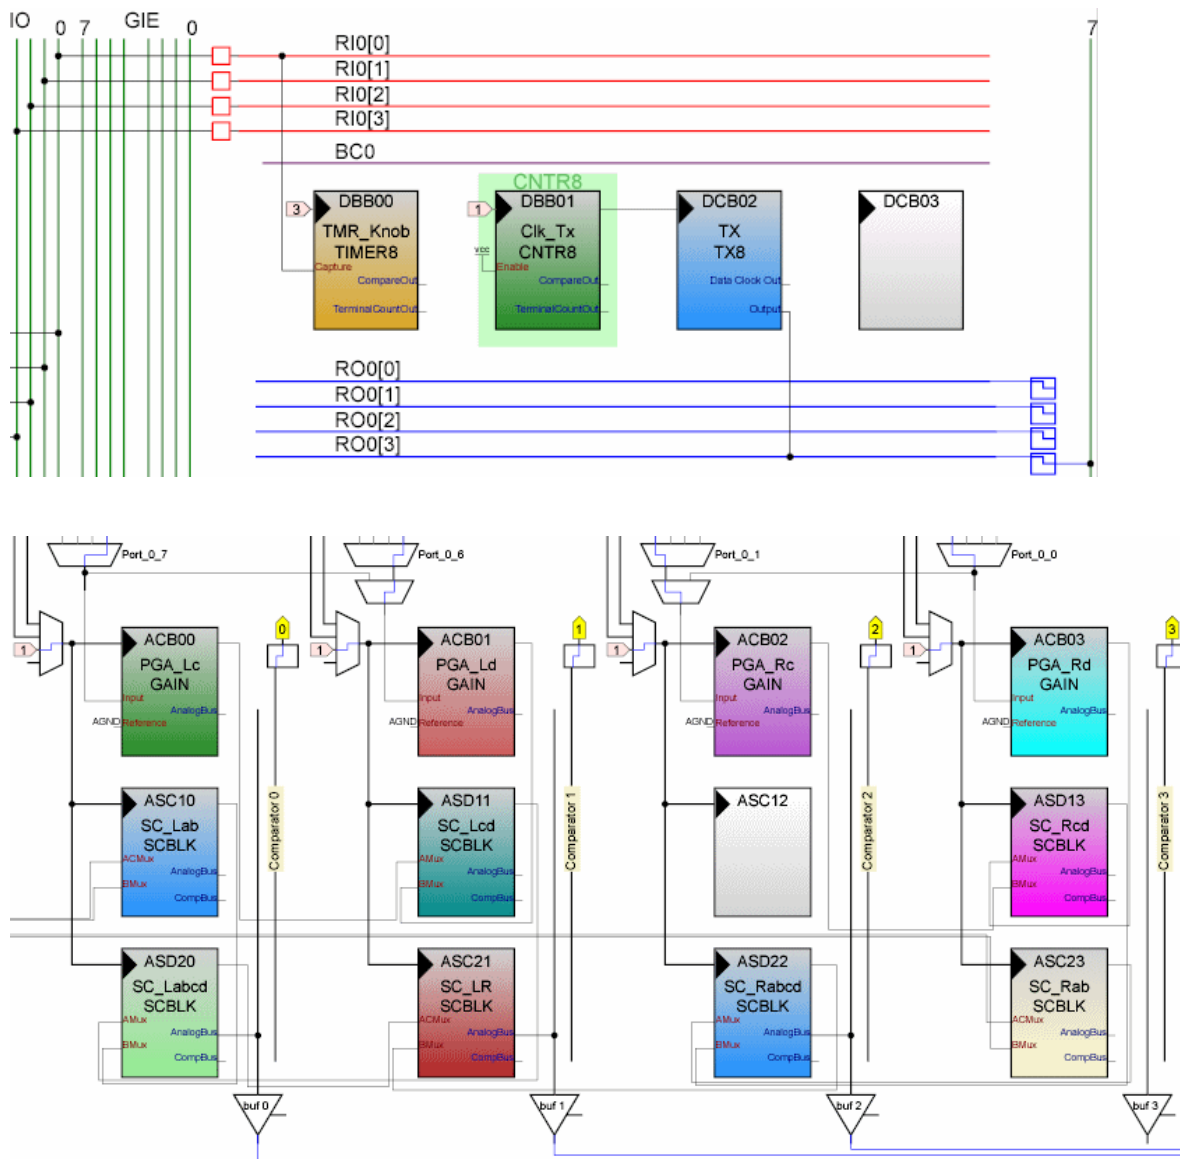 IO 0 7 GIE 0 7
RI0[0]
RI0[1]
RI0[2]
RI0[3]
BC0
CNTR8
3 DBB00 1 DBB01 DCB02 DCB03
TMR_Knob Clk_Tx TX
TIMER8 CNTR8 TX8
vcc
Capture Enable
CompareOut CompareOut Data Clock Out
TerminalCountOut TerminalCountOut Output
RO0[0]
RO0[1]
RO0[2]
RO0[3]
Port_0_7 Port_0_6 Port_0_1 Port_0_0
0 1 2 3
1 ACB00 1 ACB01 1 ACB02 1 ACB03
PGA_Lc PGA_Ld PGA_Rc PGA_Rd
GAIN GAIN GAIN GAIN
Input Input Input Input
AnalogBus AnalogBus AnalogBus AnalogBus
AGND Reference AGND Reference AGND Reference AGND Reference
Comparator 0 Comparator 1 Comparator 2 Comparator 3
ASC10 ASD11 ASC12 ASD13
SC_Lab SC_Lcd SC_Rcd
SCBLK SCBLK SCBLK
ACMux AMux AMux
AnalogBus AnalogBus AnalogBus
BMux BMux BMux
CompBus CompBus CompBus
ASD20 ASC21 ASD22 ASC23
SC_Labcd SC_LR SC_Rabcd SC_Rab
SCBLK SCBLK SCBLK SCBLK
AMux ACMux AMux ACMux
AnalogBus AnalogBus AnalogBus AnalogBus
BMux BMux BMux BMux
CompBus CompBus CompBus CompBus
buf 0 buf 1 buf 2 buf 3